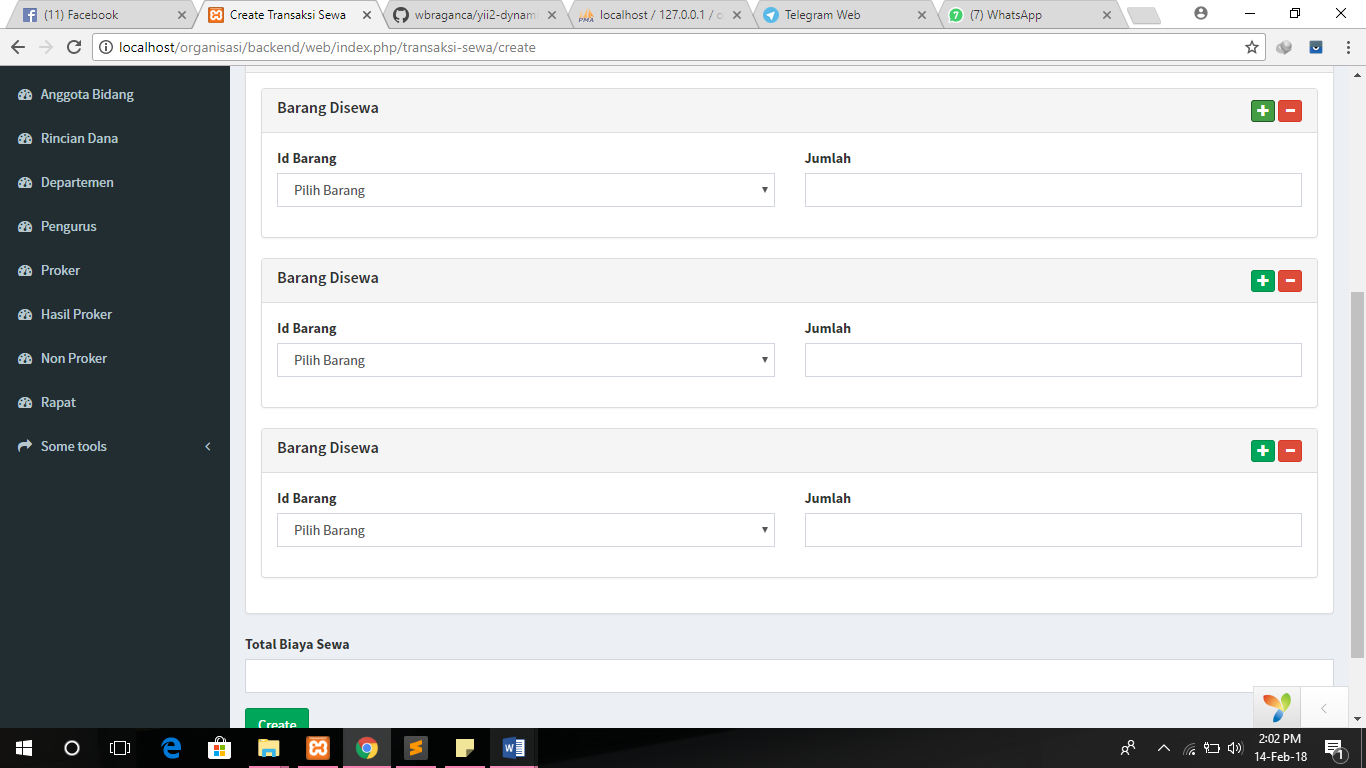 (11) Facebook
Create Transaksi Sewa
wbraganca/yii2-dynam
PMA
localhost / 127.0.0.1 / o
Telegram Web
7
(7) WhatsApp
localhost/organisasi/backend/web/index.php/transaksi-sewa/create
Anggota Bidang
Rincian Dana
Departemen
Pengurus
Proker
Hasil Proker
Non Proker
Rapat
Some tools
Barang Disewa
Id Barang
Jumlah
Pilih Barang
Barang Disewa
Id Barang
Jumlah
Pilih Barang
Barang Disewa
Id Barang
Jumlah
Pilih Barang
Total Biaya Sewa
Create
2:02 PM
14-Feb-18
1